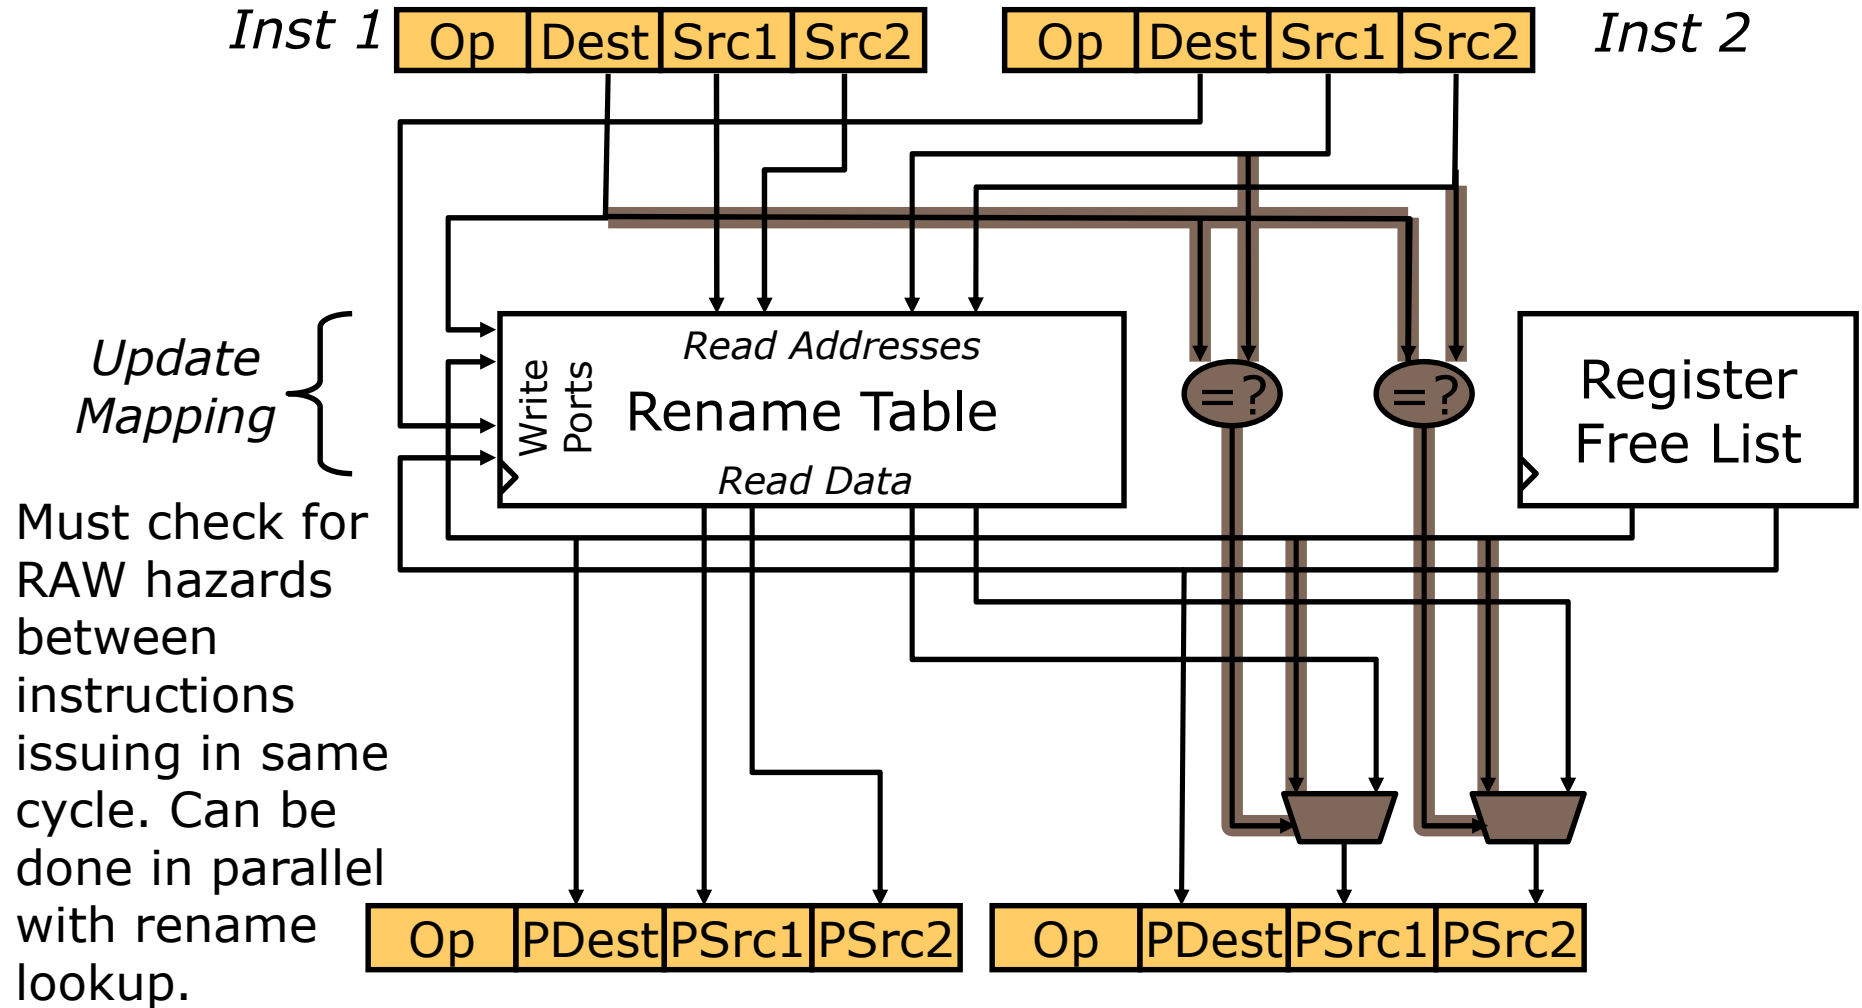 Inst 1
Op Dest Src1 Src2
Op Dest Src1 Src2
Inst 2
Update
Mapping
Write
Ports
Read Addresses
Rename Table
Read Data
=?
=?
Register
Free List
Must check for
RAW hazards
between
instructions
issuing in same
cycle. Can be
done in parallel
with rename
lookup.
Op PDest PSrc1 PSrc2
Op PDest PSrc1 PSrc2